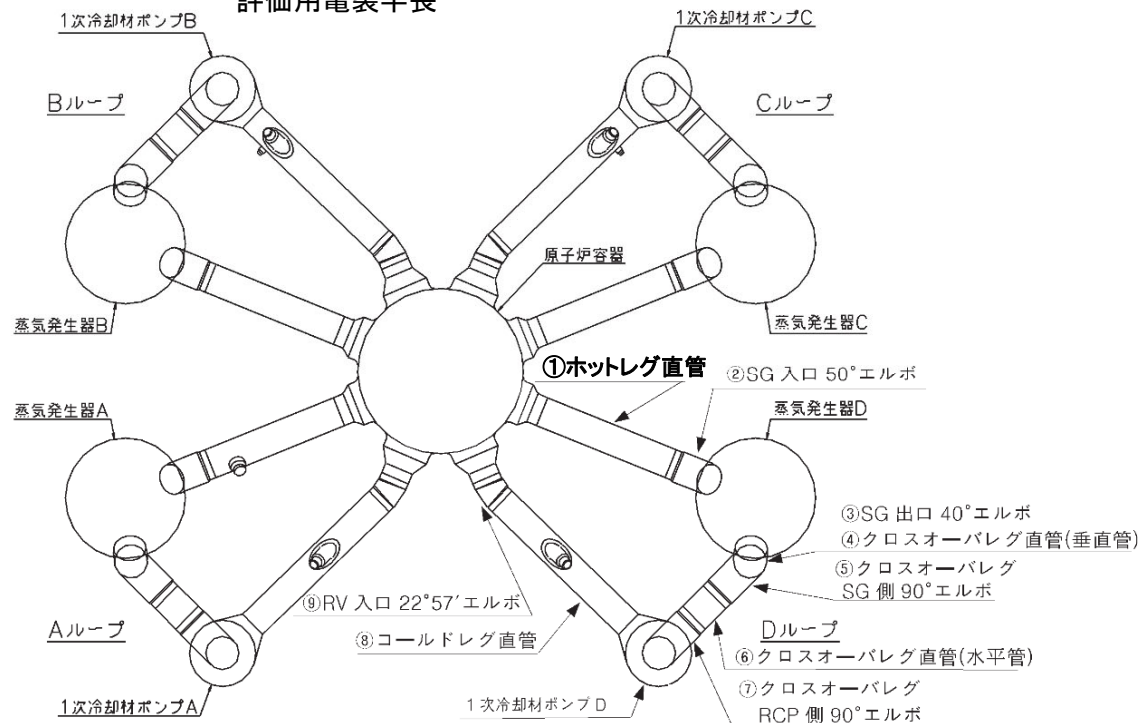 1次冷却材ポンプB
1次冷却材ポンプC
Bループ
Cループ
原子炉容器
蒸気発生器B
蒸気発生器C
①ホットレグ直管
②SG 入口 50°エルボ
蒸気発生器A
蒸気発生器D
③SG 出口 40°エルボ
④クロスオーバレグ直管(垂直管)
⑤クロスオーバレグ
SG 側 90°エルボ
⑨RV 入口 22°57′エルボ
Aループ
⑧コールドレグ直管
Dループ
⑥クロスオーバレグ直管(水平管)
⑦クロスオーバレグ
RCP 側 90°エルボ
1次冷却材ポンプA
1次冷却材ポンプD